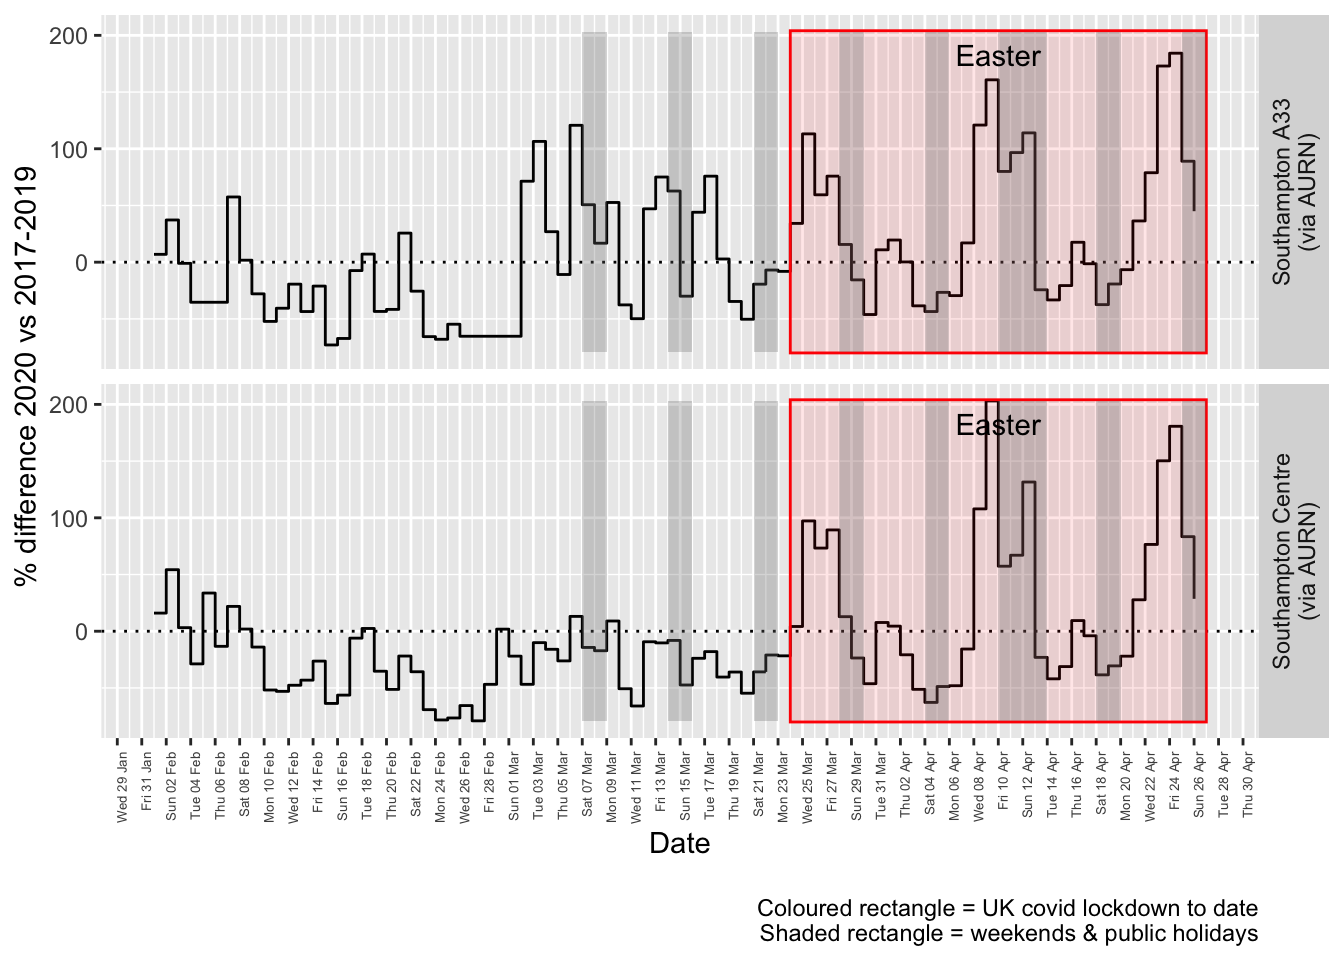 % difference 2020 vs 2017-2019
200
100
0
Easter
Southampton A33
(via AURN)
200
100
0
Easter
Southampton Centre
(via AURN)
Wed 29 Jan
Fri 31 Jan
Sun 02 Feb
Tue 04 Feb
Thu 06 Feb
Sat 08 Feb
Mon 10 Feb
Wed 12 Feb
Fri 14 Feb
Sun 16 Feb
Tue 18 Feb
Thu 20 Feb
Sat 22 Feb
Mon 24 Feb
Wed 26 Feb
Fri 28 Feb
Sun 01 Mar
Tue 03 Mar
Thu 05 Mar
Sat 07 Mar
Mon 09 Mar
Wed 11 Mar
Fri 13 Mar
Sun 15 Mar
Tue 17 Mar
Thu 19 Mar
Sat 21 Mar
Mon 23 Mar
Wed 25 Mar
Fri 27 Mar
Sun 29 Mar
Tue 31 Mar
Thu 02 Apr
Sat 04 Apr
Mon 06 Apr
Wed 08 Apr
Fri 10 Apr
Sun 12 Apr
Tue 14 Apr
Thu 16 Apr
Sat 18 Apr
Mon 20 Apr
Wed 22 Apr
Fri 24 Apr
Sun 26 Apr
Tue 28 Apr
Thu 30 Apr
Date
Coloured rectangle = UK covid lockdown to date
Shaded rectangle = weekends & public holidays